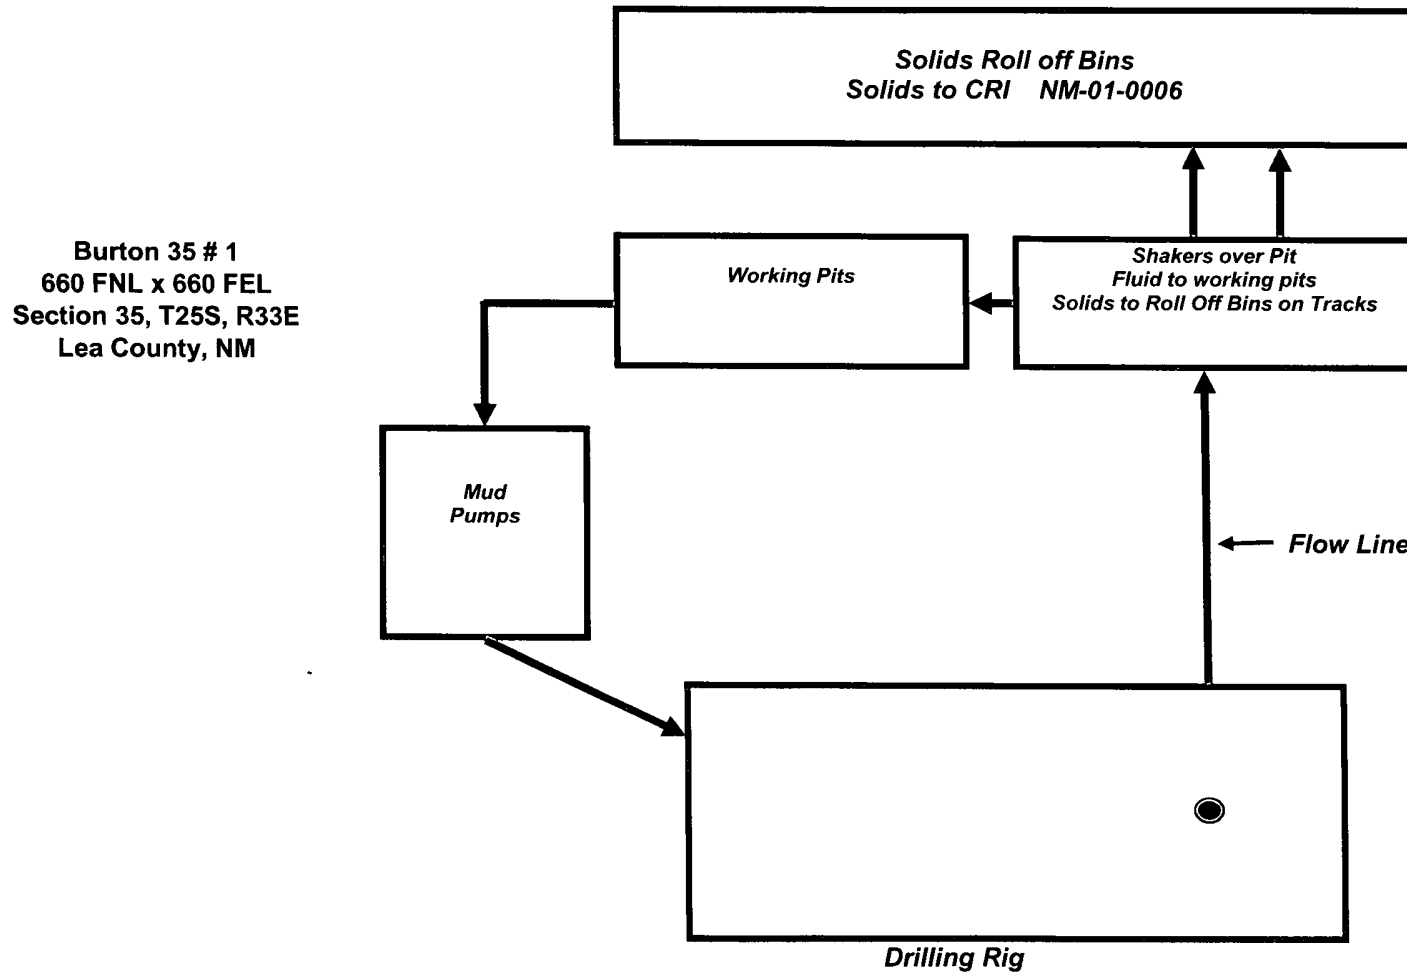 Solids Roll off Bins
Solids to CRI NM-01-0006
Burton 35 # 1
660 FNL x 660 FEL
Section 35, T25S, R33E
Lea County, NM
Working Pits
Shakers over Pit
Fluid to working pits
Solids to Roll Off Bins on Tracks
Mud
Pumps
Flow Line
Drilling Rig